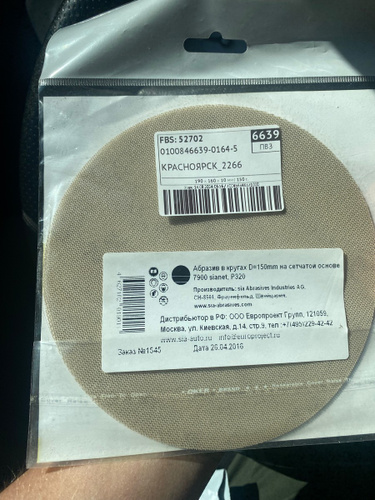 FBS: 52702
6639
ПВЗ
0100846639-0164-5
КРАСНОЯРСК_2266
Абразив в кругах D=150mm на сетчатой основе
7900 sianet, P320
Производитель: sia Abrasives Industries AG,
CH-8501, Фрауэнфельд, Швейцария,
www.sia-abrasives.com
Дистрибьютор в РФ: ООО Европроект Групп, 121059,
Москва, ул. Киевская, д.14, стр.9, тел.:+7(495)229-42-42
www.sia-auto.ru info@europroject.ru
Заказ №1545 Дата 26.04.2016